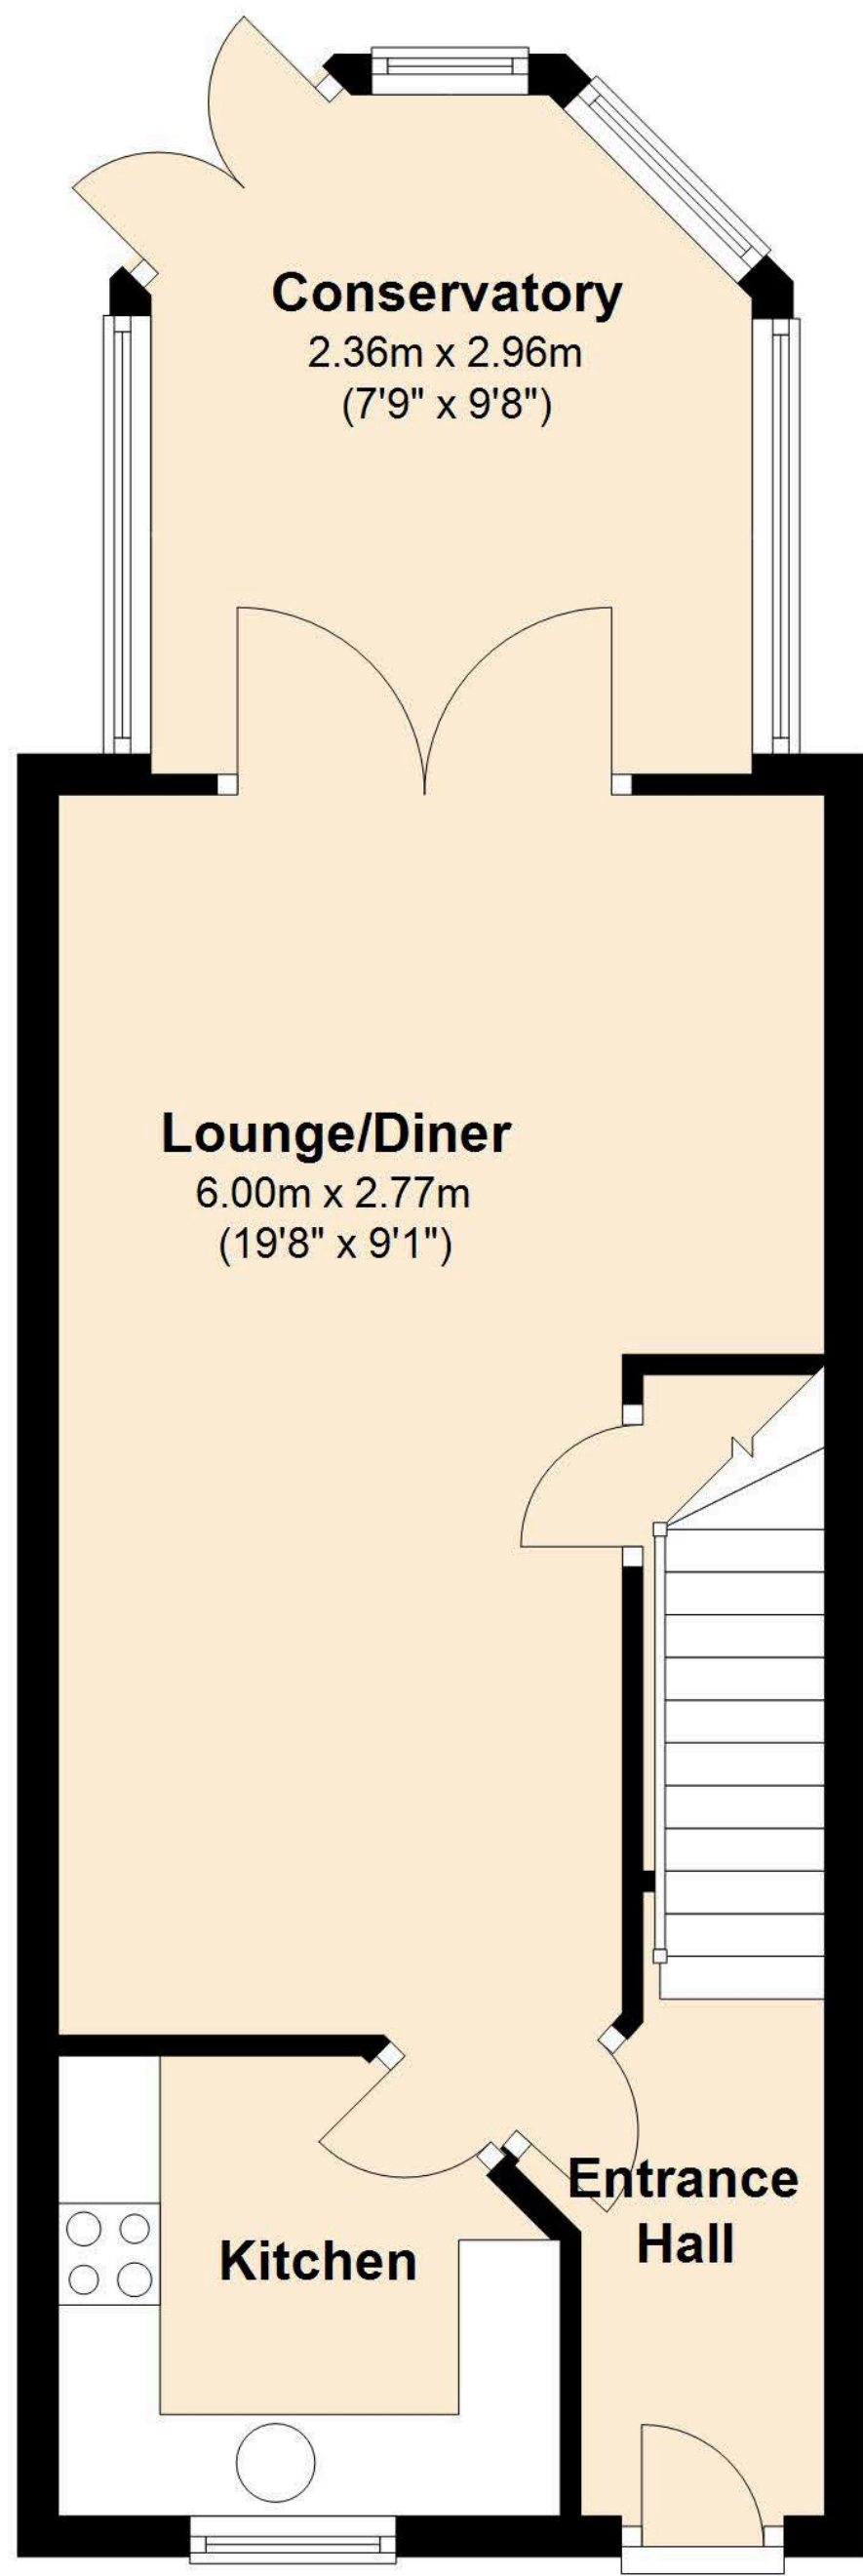 Conservatory
2.36m x 2.96m
(7'9" x 9'8")
Lounge/Diner
6.00m x 2.77m
(19'8" x 9'1")
Entrance
Hall
Kitchen